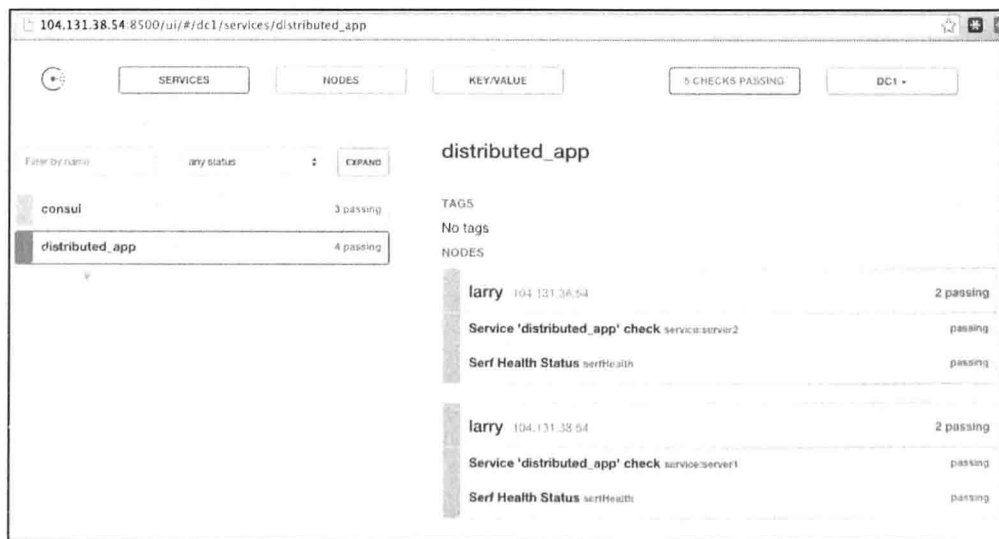 104.131.38.54:8500/ui/#/dc1/services/distributed_app
SERVICES NODES KEY/VALUE 5 CHECKS PASSING DC1
Filter by name any status EXPAND
consul 3 passing
distributed_app 4 passing
distributed_app
TAGS
No tags
NODES
larry 104.131.38.54 2 passing
Service 'distributed_app' check service:server2 passing
Serf Health Status serfHealth passing
larry 104.131.38.54 2 passing
Service 'distributed_app' check service:server1 passing
Serf Health Status serfHealth passing